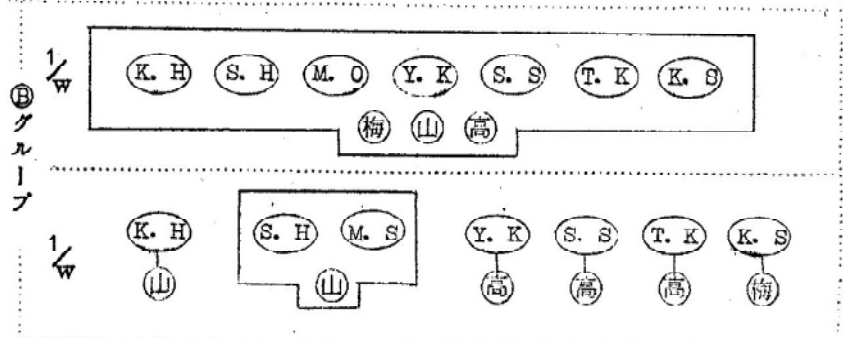 Ⓑグループ
1/W
K. H S. H M. O Y. K S. S T. K K. S
梅 山 高
1/W
K. H S. H M. S Y. K S. S T. K K. S
山 山 高 高 高 梅